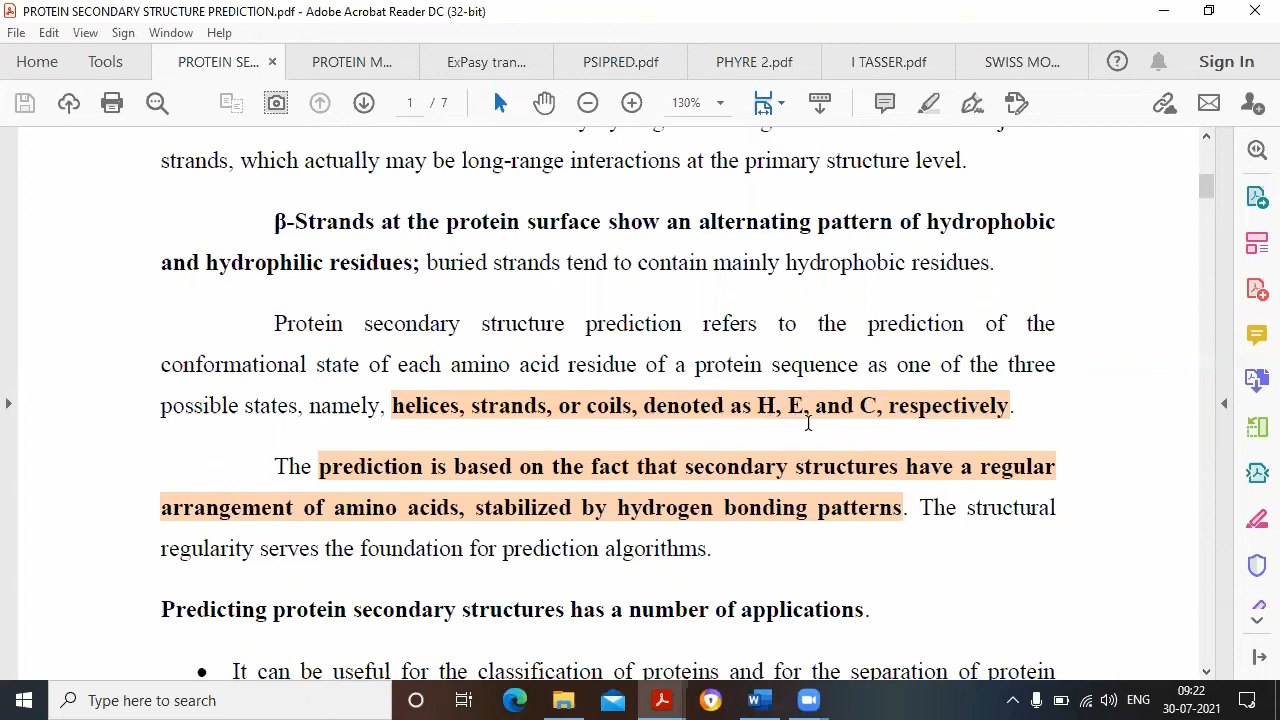 PROTEIN SECONDARY STRUCTURE PREDICTION.pdf - Adobe Acrobat Reader DC (32-bit)
File Edit View Sign Window Help
Home Tools PROTEIN SE... × PROTEIN M... ExPasy tran... PSIPRED.pdf PHYRE 2.pdf I TASSER.pdf SWISS MO... Sign In
1 / 7 130%
strands, which actually may be long-range interactions at the primary structure level.
β-Strands at the protein surface show an alternating pattern of hydrophobic
and hydrophilic residues; buried strands tend to contain mainly hydrophobic residues.
Protein secondary structure prediction refers to the prediction of the
conformational state of each amino acid residue of a protein sequence as one of the three
possible states, namely, helices, strands, or coils, denoted as H, E, and C, respectively.
The prediction is based on the fact that secondary structures have a regular
arrangement of amino acids, stabilized by hydrogen bonding patterns. The structural
regularity serves the foundation for prediction algorithms.
Predicting protein secondary structures has a number of applications.
• It can be useful for the classification of proteins and for the separation of protein
Type here to search
ENG
09:22
30-07-2021